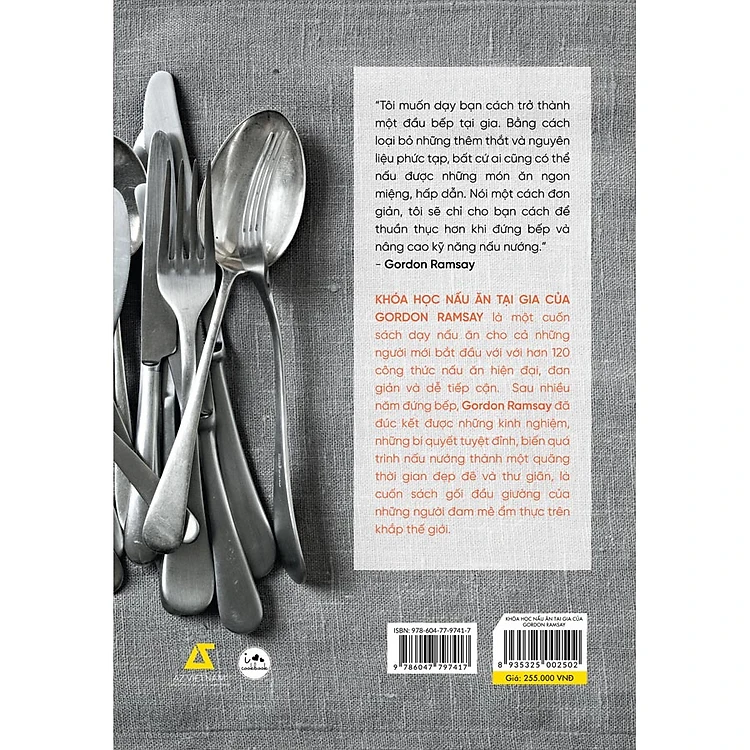 “Tôi muốn dạy bạn cách trở thành
một đầu bếp tại gia. Bằng cách
loại bỏ những thêm thắt và nguyên
liệu phức tạp, bất cứ ai cũng có thể
nấu được những món ăn ngon
miệng, hấp dẫn. Nói một cách đơn
giản, tôi sẽ chỉ cho bạn cách để
thuần thục hơn khi đứng bếp và
nâng cao kỹ năng nấu nướng.”
- Gordon Ramsay
KHÓA HỌC NẤU ĂN TẠI GIA CỦA
GORDON RAMSAY là một cuốn
sách dạy nấu ăn cho cả những
người mới bắt đầu với với hơn 120
công thức nấu ăn hiện đại, đơn
giản và dễ tiếp cận. Sau nhiều
năm đứng bếp, Gordon Ramsay đã
đúc kết được những kinh nghiệm,
những bí quyết tuyệt đỉnh, biến quá
trình nấu nướng thành một quãng
thời gian đẹp đẽ và thư giãn, là
cuốn sách gối đầu giường của
những người đam mê ẩm thực trên
khắp thế giới.
i
cookbook
ISBN: 978-604-77-9741-7
9 786047 797417
KHÓA HỌC NẤU ĂN TẠI GIA CỦA
GORDON RAMSAY
8 935325 002502
Giá: 255.000 VNĐ